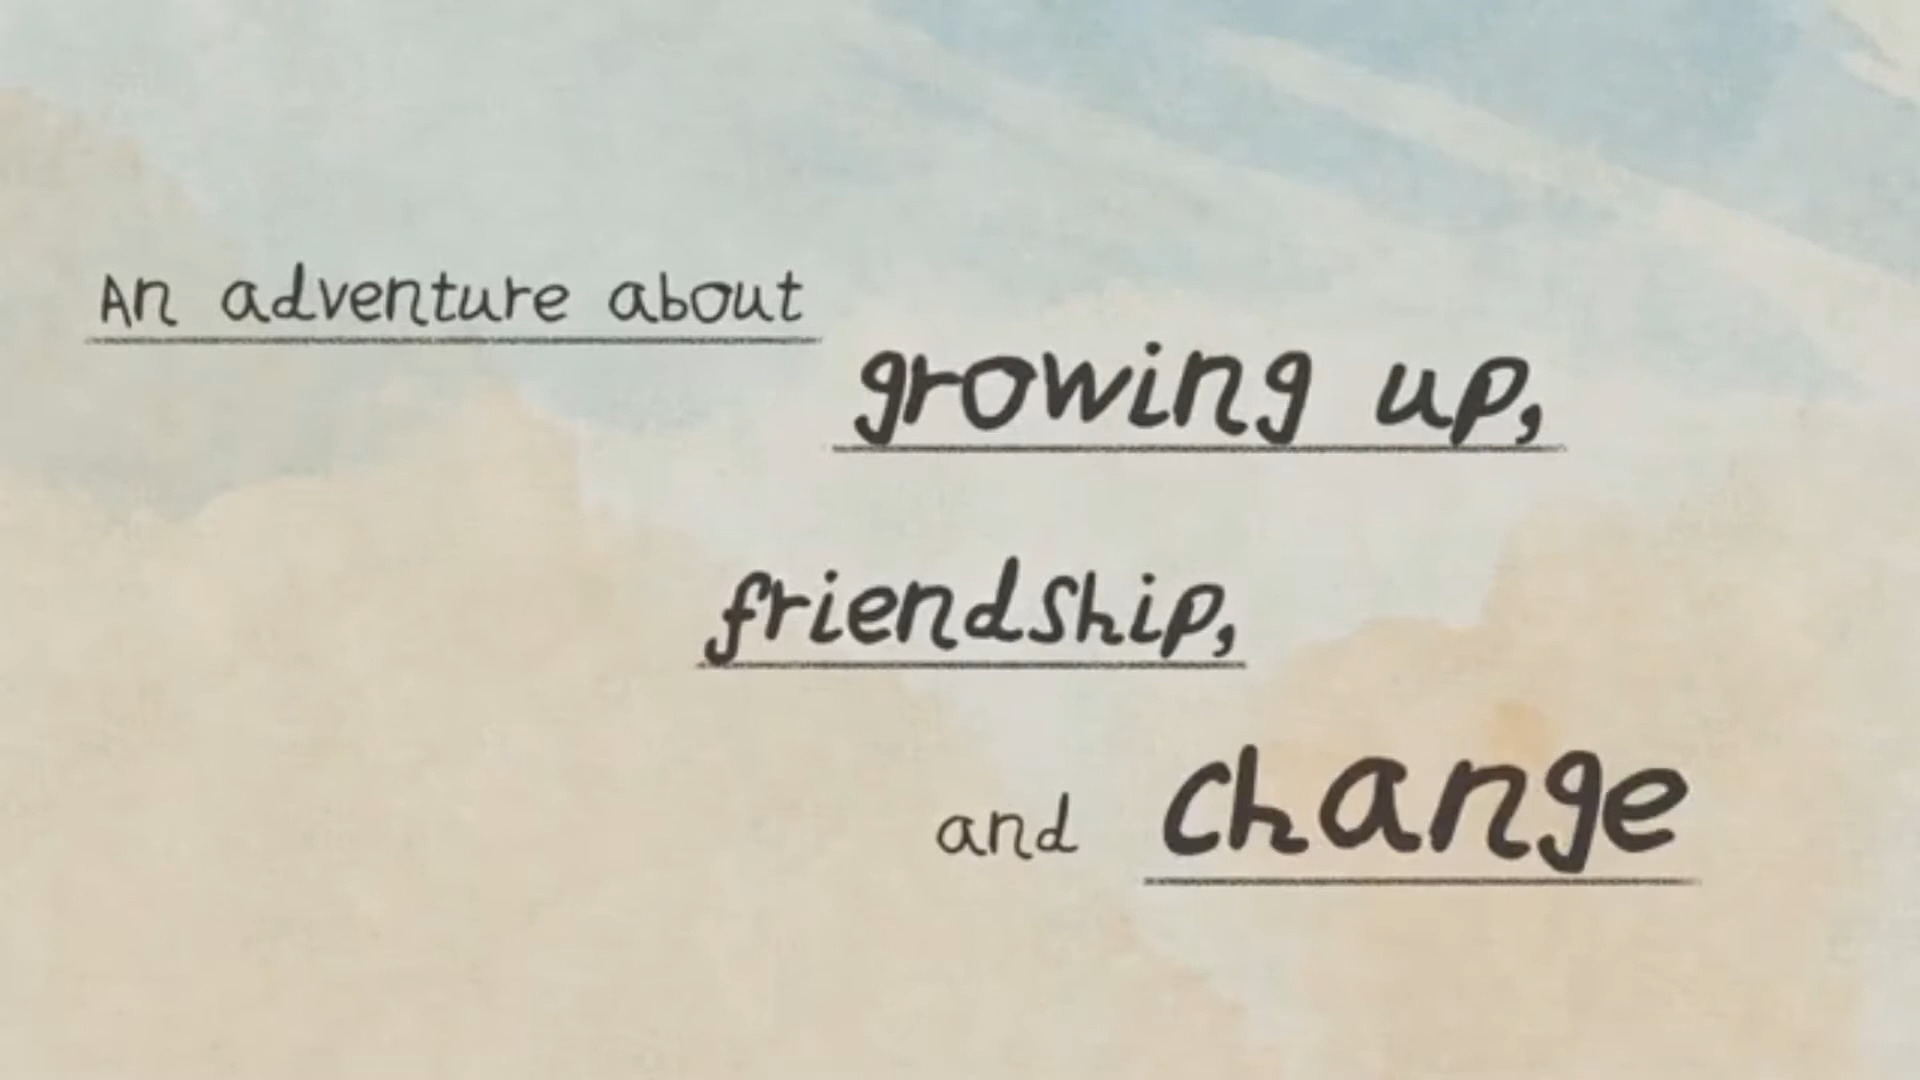 An adventure about
growing up,
friendship,
and change